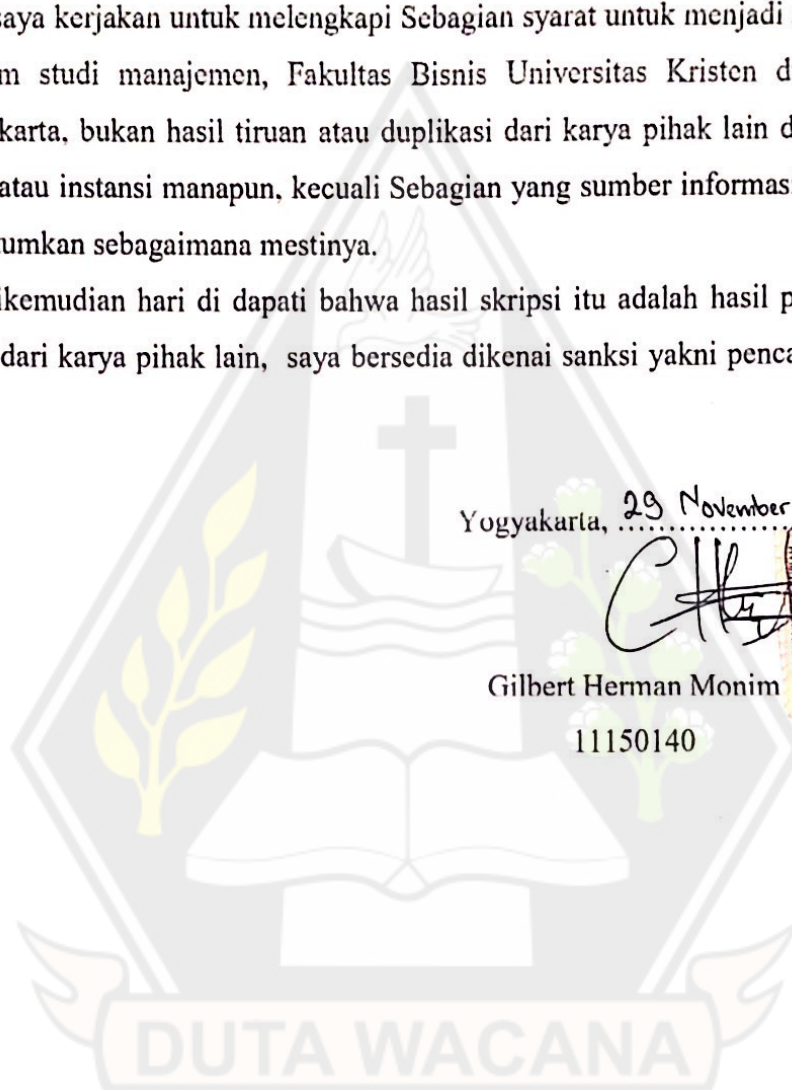 saya kerjakan untuk melengkapi Sebagian syarat untuk menjadi
m studi manajemen, Fakultas Bisnis Universitas Kristen d
karta, bukan hasil tiruan atau duplikasi dari karya pihak lain d
atau instansi manapun, kecuali Sebagian yang sumber informasi
tumkan sebagaimana mestinya.
ikemudian hari di dapati bahwa hasil skripsi itu adalah hasil p
dari karya pihak lain, saya bersedia dikenai sanksi yakni penca
Yogyakarta, 29 November
Gilbert Herman Monim
11150140
DUTA WACANA